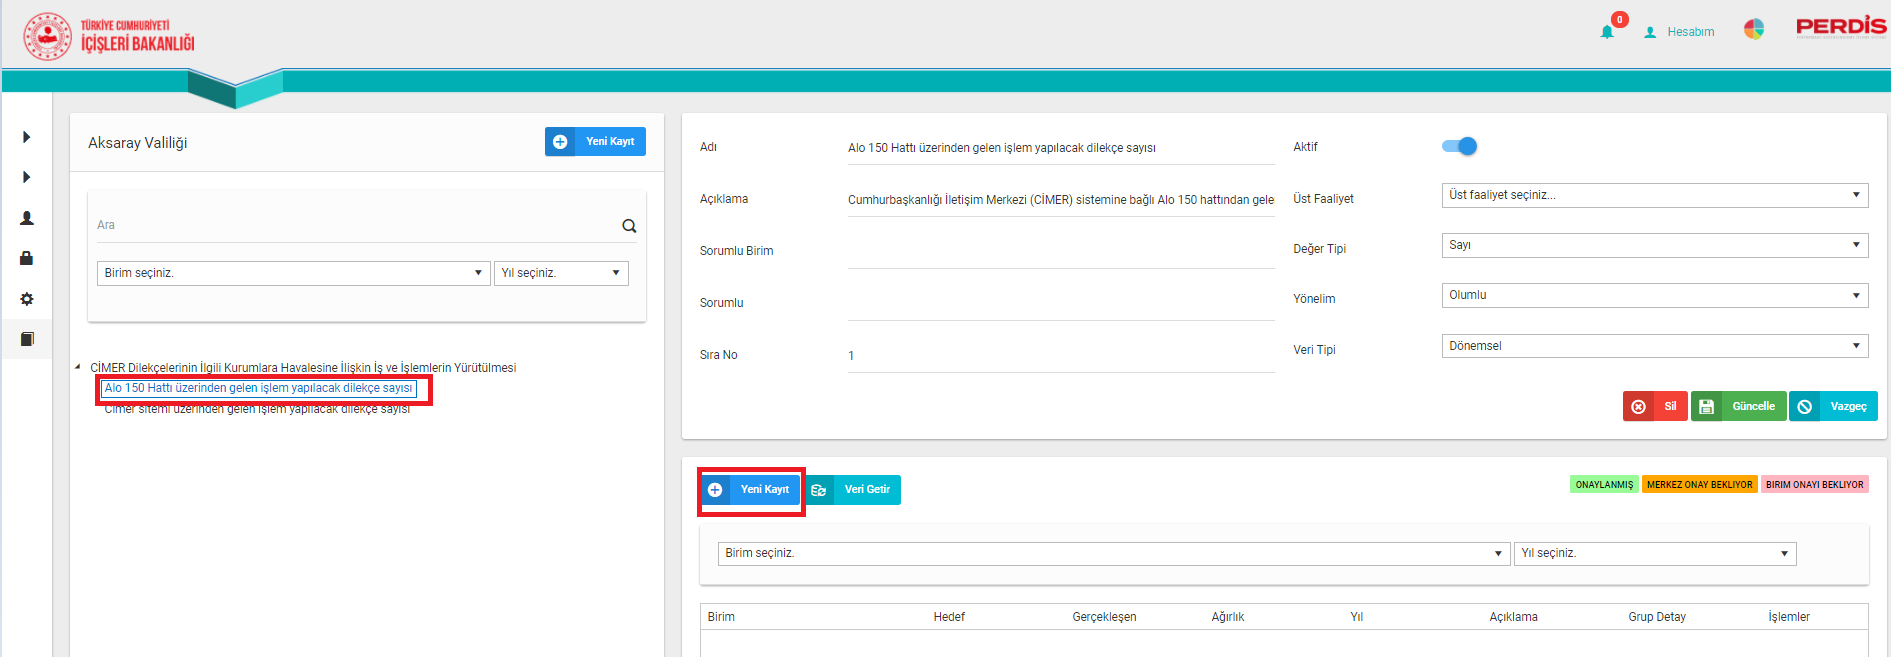 TÜRKİYE CUMHURİYETİ
İÇİŞLERİ BAKANLIĞI
0
Hesabım
PERDİS
Aksaray Valiliği
Yeni Kayıt
Ara
Birim seçiniz.
Yıl seçiniz.
CİMER Dilekçelerinin İlgili Kurumlara Havalesine İlişkin İş ve İşlemlerin Yürütülmesi
Alo 150 Hattı üzerinden gelen işlem yapılacak dilekçe sayısı
Cimer sitemi üzerinden gelen işlem yapılacak dilekçe sayısı
Adı
Alo 150 Hattı üzerinden gelen işlem yapılacak dilekçe sayısı
Aktif
Açıklama
Cumhurbaşkanlığı İletişim Merkezi (CİMER) sistemine bağlı Alo 150 hattından gele
Üst Faaliyet
Üst faaliyet seçiniz...
Sorumlu Birim
Değer Tipi
Sayı
Sorumlu
Yönelim
Olumlu
Sıra No
1
Veri Tipi
Dönemsel
Sil
Güncelle
Vazgeç
Yeni Kayıt
Veri Getir
ONAYLANMIŞ
MERKEZ ONAY BEKLIYOR
BIRIM ONAYI BEKLIYOR
Birim seçiniz.
Yıl seçiniz.
Birim Hedef Gerçekleşen Ağırlık Yıl Açıklama Grup Detay İşlemler